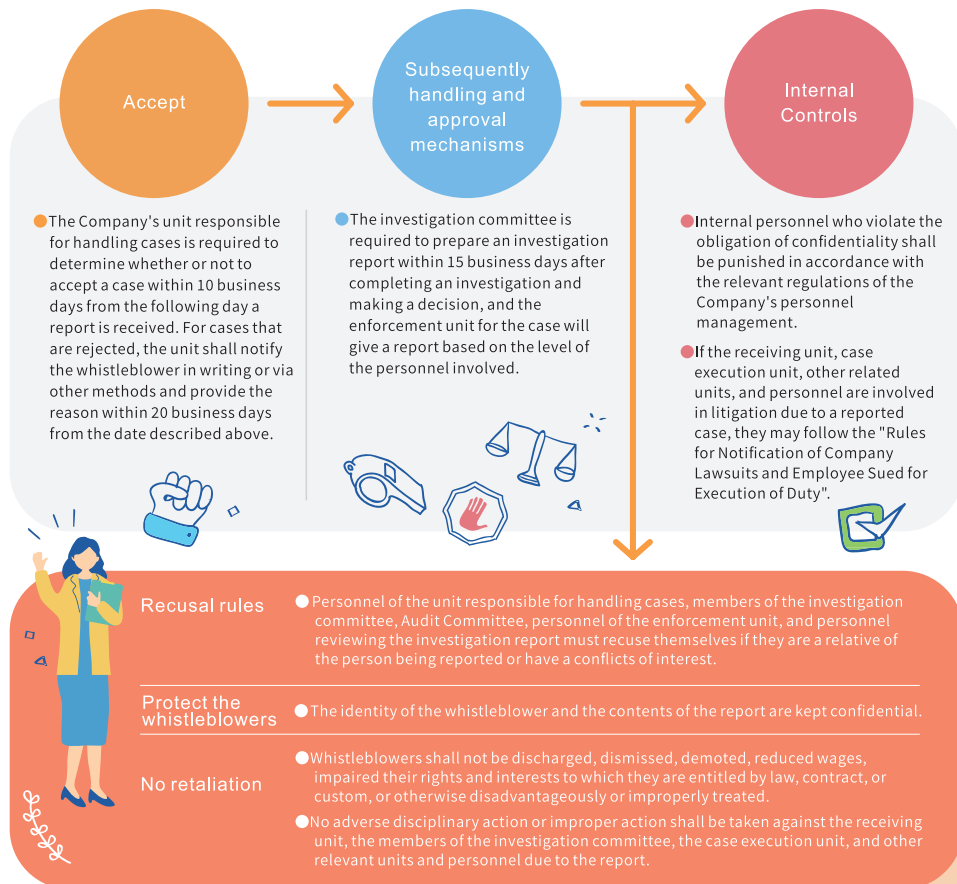 Accept
Subsequently
handling and
approval
mechanisms
Internal
Controls
The Company's unit responsible
for handling cases is required to
determine whether or not to
accept a case within 10 business
days from the following day a
report is received. For cases that
are rejected, the unit shall notify
the whistleblower in writing or via
other methods and provide the
reason within 20 business days
from the date described above.
The investigation committee is
required to prepare an investigation
report within 15 business days after
completing an investigation and
making a decision, and the
enforcement unit for the case will
give a report based on the level of
the personnel involved.
Internal personnel who violate the
obligation of confidentiality shall
be punished in accordance with
the relevant regulations of the
Company's personnel
management.
If the receiving unit, case
execution unit, other related
units, and personnel are involved
in litigation due to a reported
case, they may follow the "Rules
for Notification of Company
Lawsuits and Employee Sued for
Execution of Duty".
Recusal rules
Personnel of the unit responsible for handling cases, members of the investigation
committee, Audit Committee, personnel of the enforcement unit, and personnel
reviewing the investigation report must recuse themselves if they are a relative of
the person being reported or have a conflicts of interest.
Protect the
whistleblowers
The identity of the whistleblower and the contents of the report are kept confidential.
No retaliation
Whistleblowers shall not be discharged, dismissed, demoted, reduced wages,
impaired their rights and interests to which they are entitled by law, contract, or
custom, or otherwise disadvantageously or improperly treated.
No adverse disciplinary action or improper action shall be taken against the receiving
unit, the members of the investigation committee, the case execution unit, and other
relevant units and personnel due to the report.